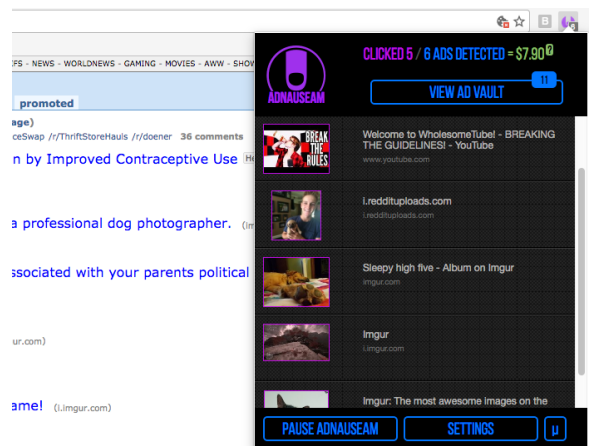 B
IFS - NEWS - WORLDNEWS - GAMING - MOVIES - AWW - SHOW
promoted
age)
ceSwap /r/ThriftStoreHauls /r/doener 36 comments
n by Improved Contraceptive Use He
a professional dog photographer. (im
ssociated with your parents political
ur.com)
ame! (i.imgur.com)
ADNAUSEAM
CLICKED 5 / 6 ADS DETECTED = $7.90 ?
11
VIEW AD VAULT
BREAK
THE
RULES
Welcome to WholesomeTube! - BREAKING
THE GUIDELINES! - YouTube
www.youtube.com
i.reddituploads.com
i.reddituploads.com
Sleepy high five - Album on Imgur
imgur.com
Imgur
i.imgur.com
Imgur: The most awesome images on the
PAUSE ADNAUSEAM
SETTINGS
µ